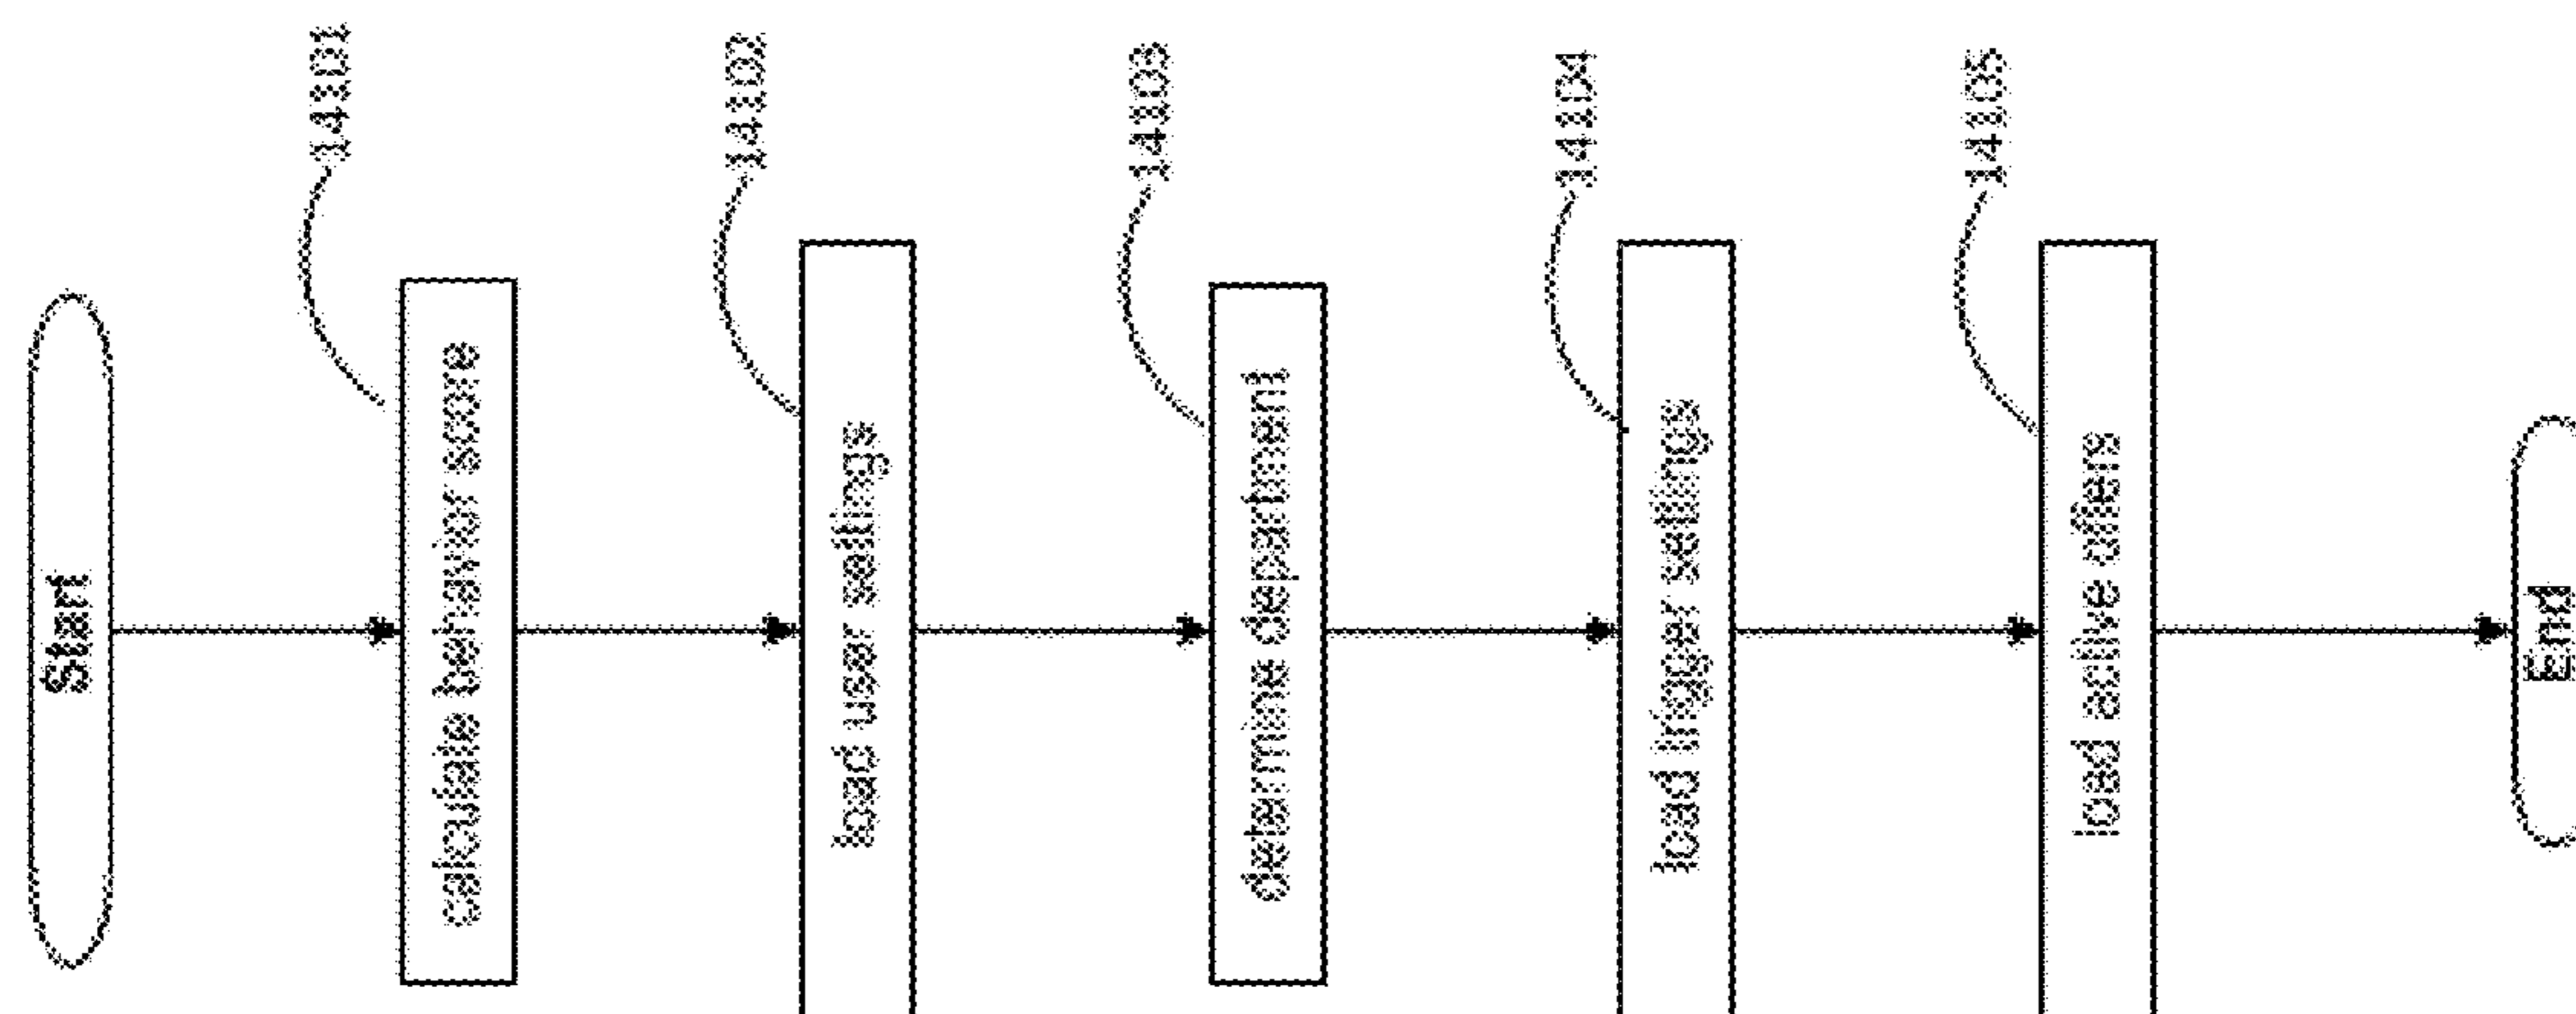 Start
14101
calculate behavior score
14102
load user settings
14103
determine department
14104
load trigger settings
14105
load active offers
End